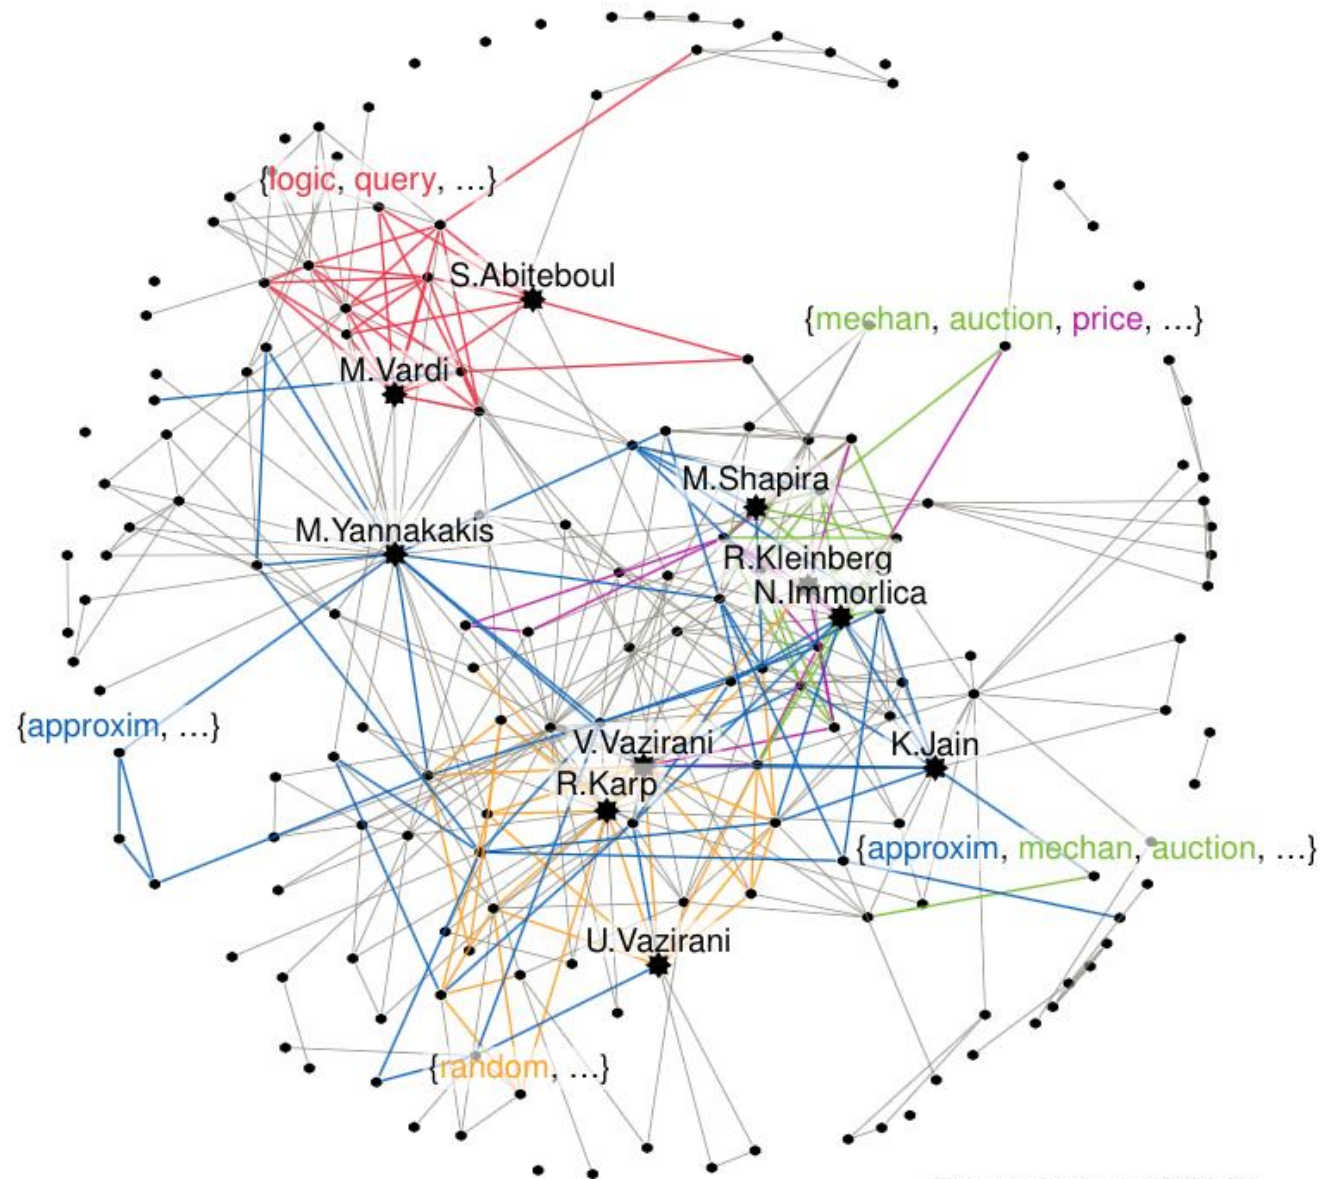 {logic, query, …}
S.Abiteboul
{mechan, auction, price, …}
M.Vardi
M.Shapira
M.Yannakakis
R.Kleinberg
N.Immorlica
{approxim, …}
V.Vazirani
K.Jain
R.Karp
{approxim, mechan, auction, …}
U.Vazirani
{random, …}